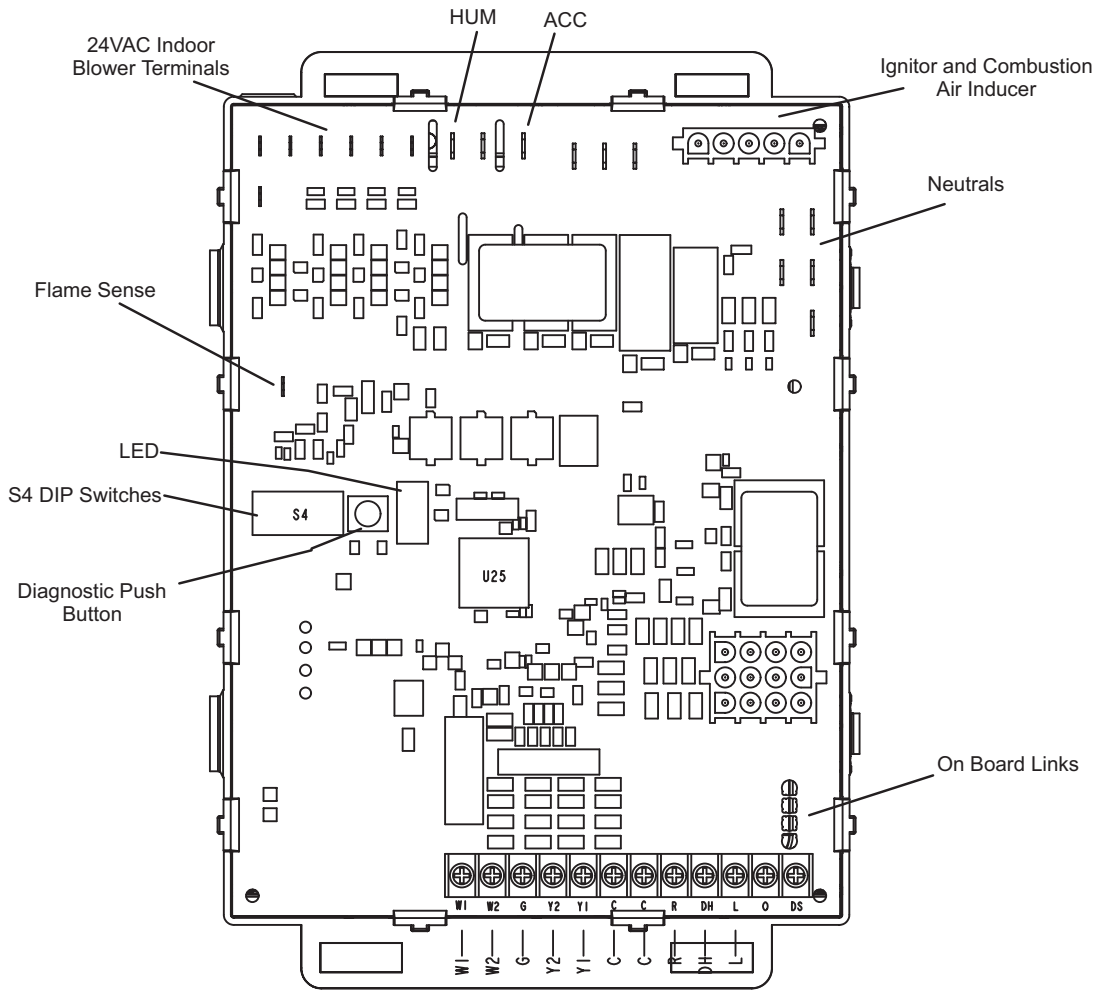 HUM
ACC
24VAC Indoor
Blower Terminals
Ignitor and Combustion
Air Inducer
Neutrals
Flame Sense
LED
S4 DIP Switches
S4
Diagnostic Push
Button
U25
On Board Links
W1 W2 G Y2 Y1 C C R DH L O DS
W1 W2 G Y2 Y1 C C R DH L